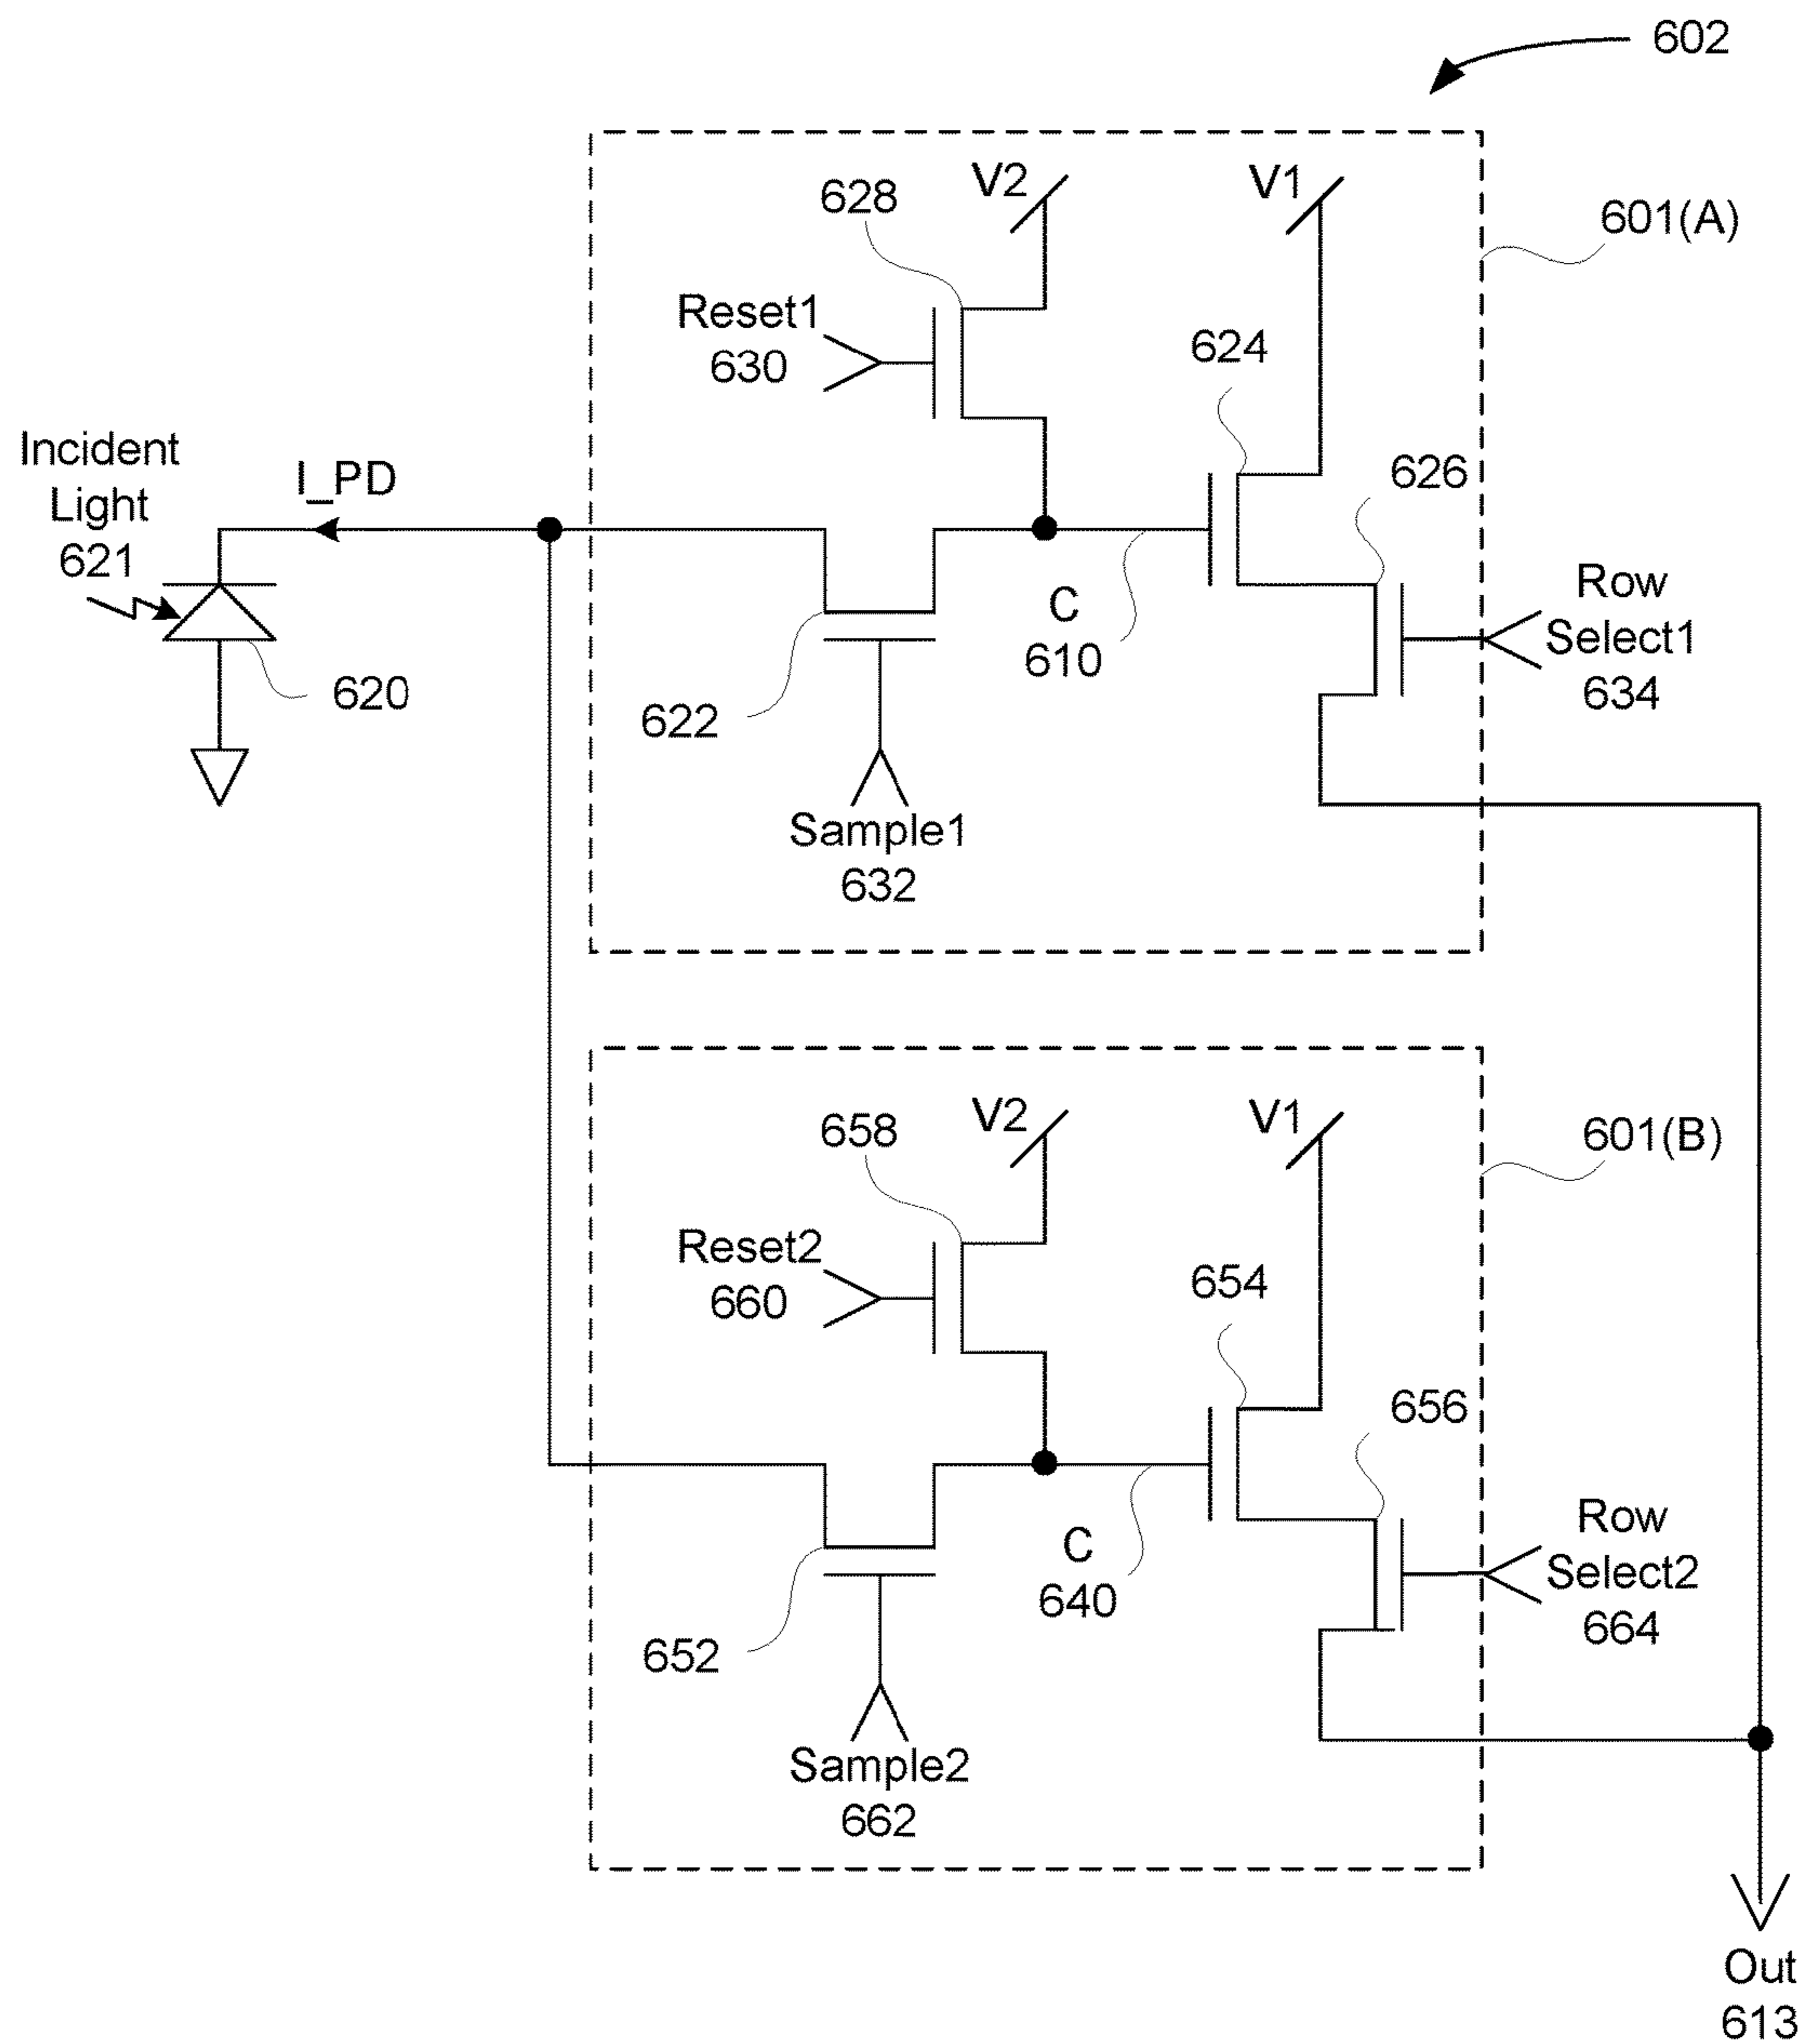 602
V2
V1
628
601(A)
Reset1
630
624
Incident
Light
621
I_PD
626
Row
Select1
634
C
610
620
622
Sample1
632
V2
V1
658
601(B)
Reset2
660
654
656
Row
Select2
664
C
640
652
Sample2
662
Out
613